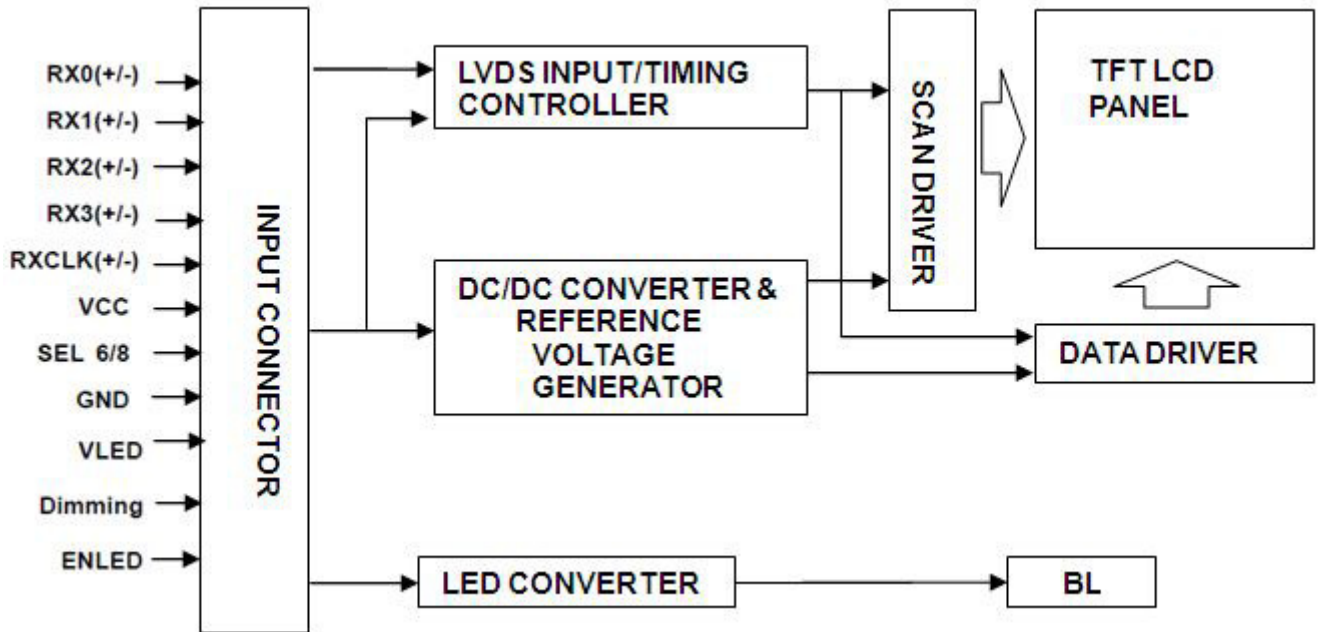 RX0(+/-)
RX1(+/-)
RX2(+/-)
RX3(+/-)
RXCLK(+/-)
VCC
SEL 6/8
GND
VLED
Dimming
ENLED
INPUT CONNECTOR
LVDS INPUT/TIMING
CONTROLLER
DC/DC CONVERTER &
REFERENCE
VOLTAGE
GENERATOR
LED CONVERTER
SCAN DRIVER
TFT LCD
PANEL
DATA DRIVER
BL